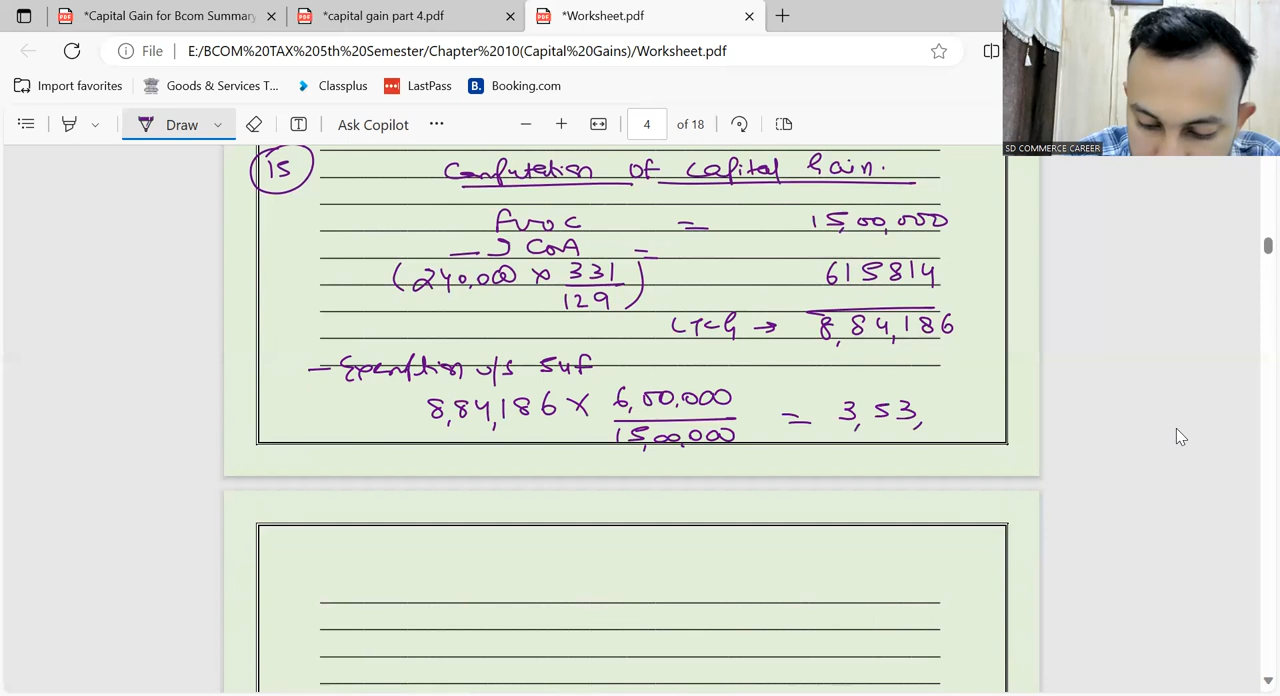 *Capital Gain for Bcom Summary
*capital gain part 4.pdf
*Worksheet.pdf
File E:/BCOM%20TAX%205th%20Semester/Chapter%2010(Capital%20Gains)/Worksheet.pdf
Import favorites Goods & Services T... Classplus LastPass B. Booking.com
Draw Ask Copilot 4 of 18
SD COMMERCE CAREER
15 Computation of Capital Gain.
FVOC = 15,00,000
— ICOA =
(240,000 × 331/129) 615814
LTCG → 8,84,186
— Exemption u/s 54F
8,84,186 × 6,00,000/15,00,000 = 3,53,